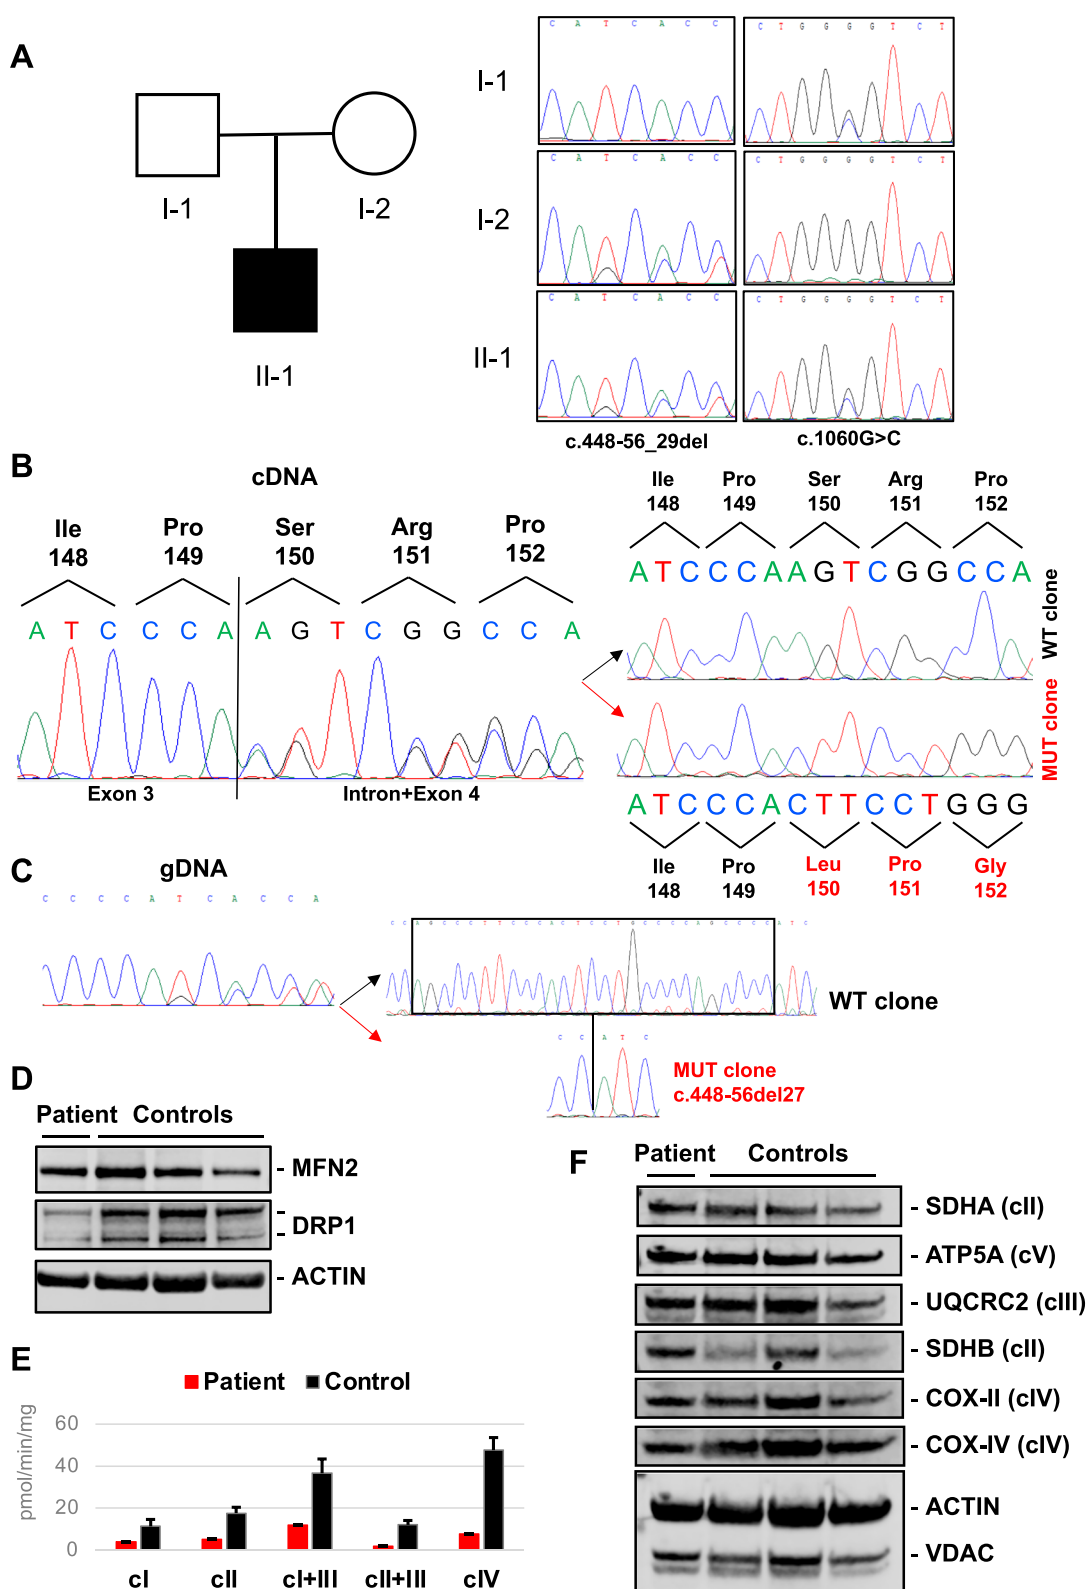 A
I-1
I-2
II-1
I-1
C A T C A C C
C T G G G G T C T
I-2
C A T C A C C
C T G G G G T C T
II-1
C A T C A C C
C T G G G G T C T
c.448-56_29del
c.1060G>C
B
cDNA
Ile Pro Ser Arg Pro
148 149 150 151 152
A T C C C A A G T C G G C C A
Exon 3
Intron+Exon 4
Ile Pro Ser Arg Pro
148 149 150 151 152
A T C C C A A G T C G G C C A
WT clone
MUT clone
A T C C C A C T T C C T G G G
Ile Pro Leu Pro Gly
148 149 150 151 152
C
gDNA
C C C C A T C A C C A
C C A G C C C T T C C C A C T C C T G C C C C A G C C C C A T C
WT clone
C C A T C
MUT clone
c.448-56del27
D
Patient Controls
- MFN2
- DRP1
- ACTIN
E
Patient Control
pmol/min/mg
60
40
20
0
cI cII cI+III cII+III cIV
F
Patient Controls
- SDHA (cII)
- ATP5A (cV)
- UQCRC2 (cIII)
- SDHB (cII)
- COX-II (cIV)
- COX-IV (cIV)
- ACTIN
- VDAC